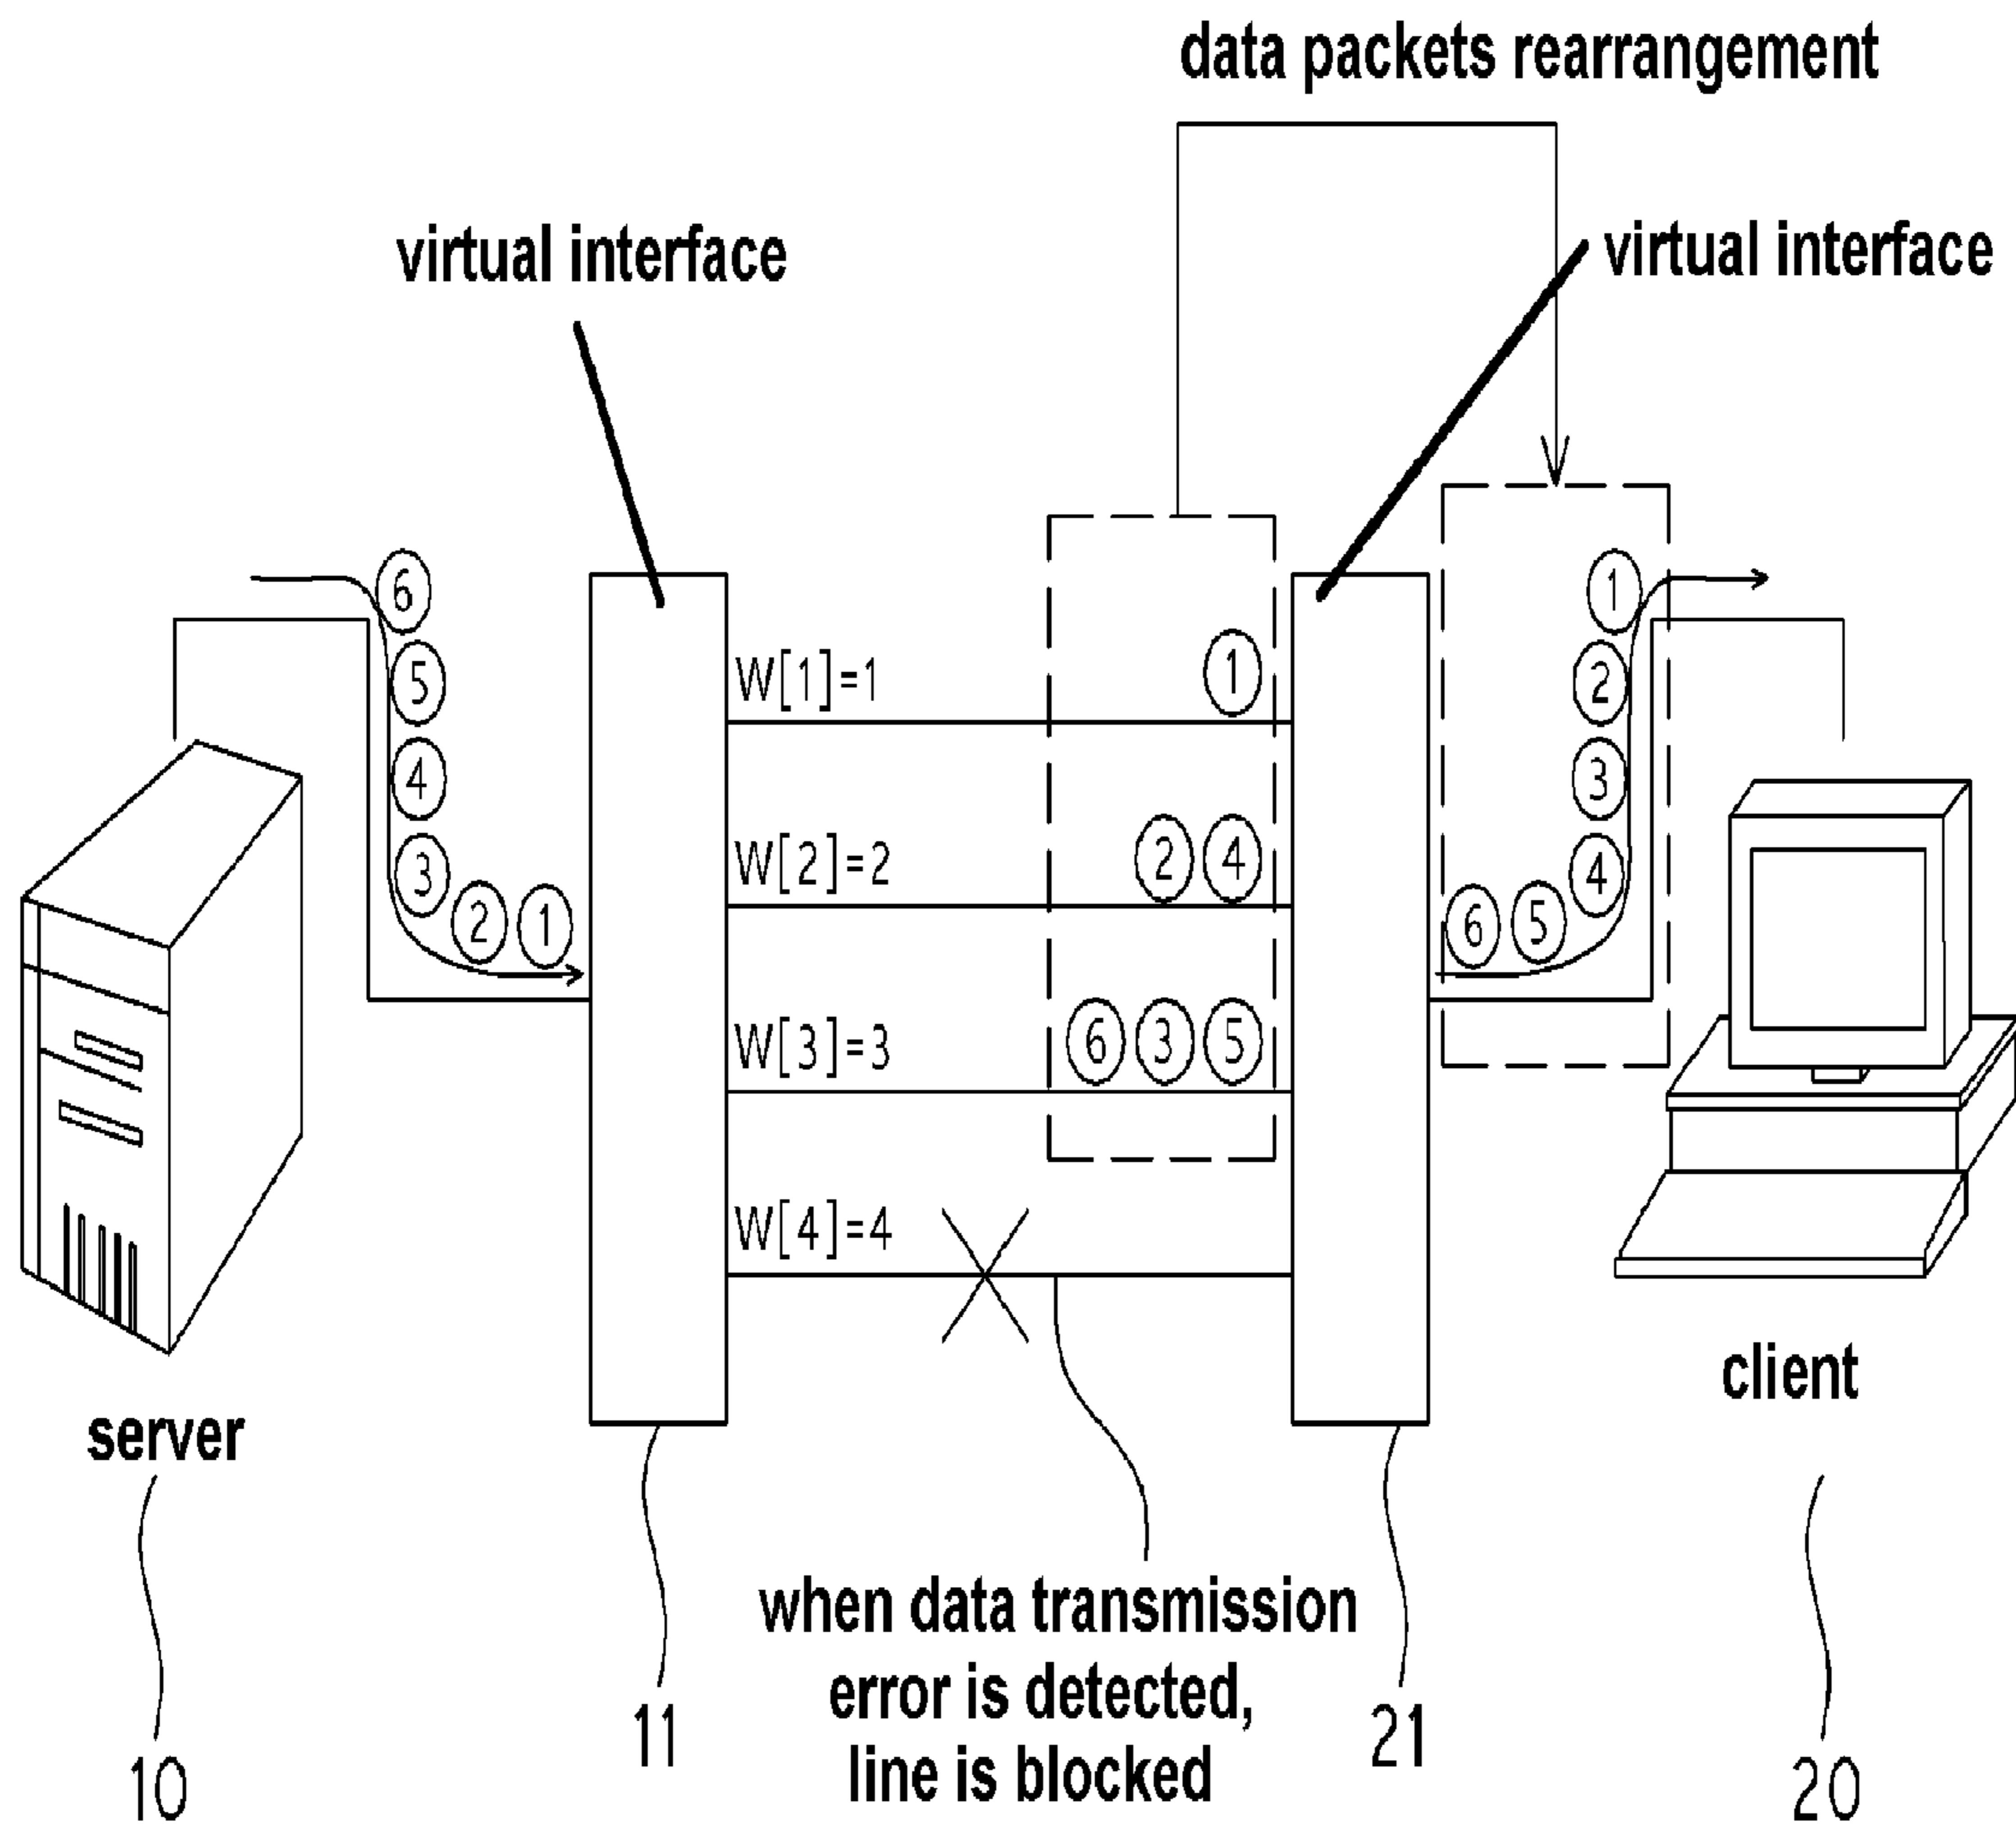 data packets rearrangement
virtual interface
virtual interface
6
5
4
3
2 1
W[1]=1
1
W[2]=2
2 4
W[3]=3
6 3 5
W[4]=4
1
2
3
4
6 5
server
client
when data transmission
error is detected,
line is blocked
10
11
21
20